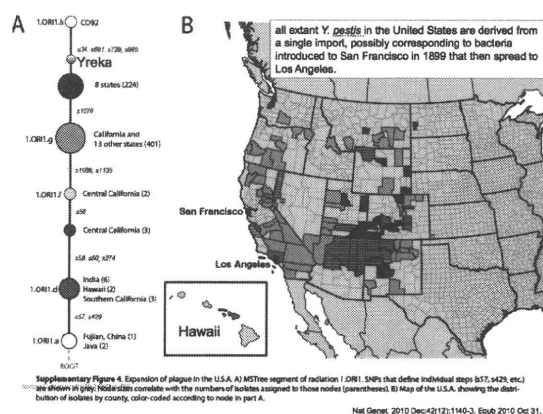 A
1.ORI1.h
CO92
s34, s691, s729, s965
Yreka
8 states (224)
s1076
1.ORI1.g
California and
13 other states (401)
s1088, s1135
1.ORI1.f
Central California (2)
s56
Central California (3)
s59, s60, s274
1.ORI1.d
India (6)
Hawaii (2)
Southern California (3)
s57, s429
1.ORI1.a
Fujian, China (1)
Java (2)
ROOT
B
all extant Y. pestis in the United States are derived from
a single import, possibly corresponding to bacteria
introduced to San Francisco in 1899 that then spread to
Los Angeles.
San Francisco
Los Angeles
Hawaii
Supplementary Figure 4. Expansion of plague in the U.S.A. A) MSTree segment of radiation 1.ORI1. SNPs that define individual steps (s57, s429, etc.)
are shown in grey. Node sizes correlate with the numbers of isolates assigned to those nodes (parentheses). B) Map of the U.S.A. showing the distri-
bution of isolates by county, color-coded according to node in part A.
Nat Genet. 2010 Dec;42(12):1140-3. Epub 2010 Oct 31.